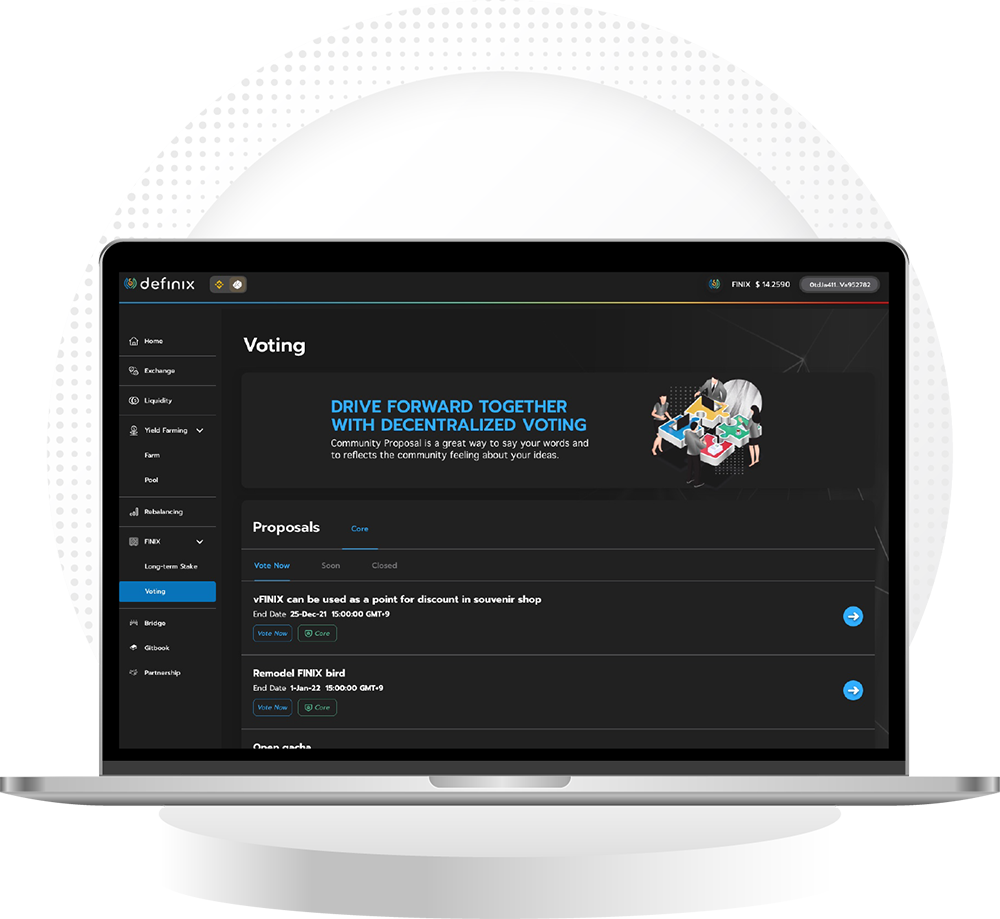 definix
FINIX $ 14.2590
Home
Exchange
Liquidity
Yield Farming
Farm
Pool
Rebalancing
FINIX
Long-term Stake
Voting
Bridge
Gitbook
Partnership
Voting
DRIVE FORWARD TOGETHER
WITH DECENTRALIZED VOTING
Community Proposal is a great way to say your words and
to reflects the community feeling about your ideas.
Proposals Core
Vote Now Soon Closed
vFINIX can be used as a point for discount in souvenir shop
End Date 25-Dec-21 15:00:00 GMT+9
Vote Now Core
Remodel FINIX bird
End Date 1-Jan-22 15:00:00 GMT+9
Vote Now Core
Open gacha